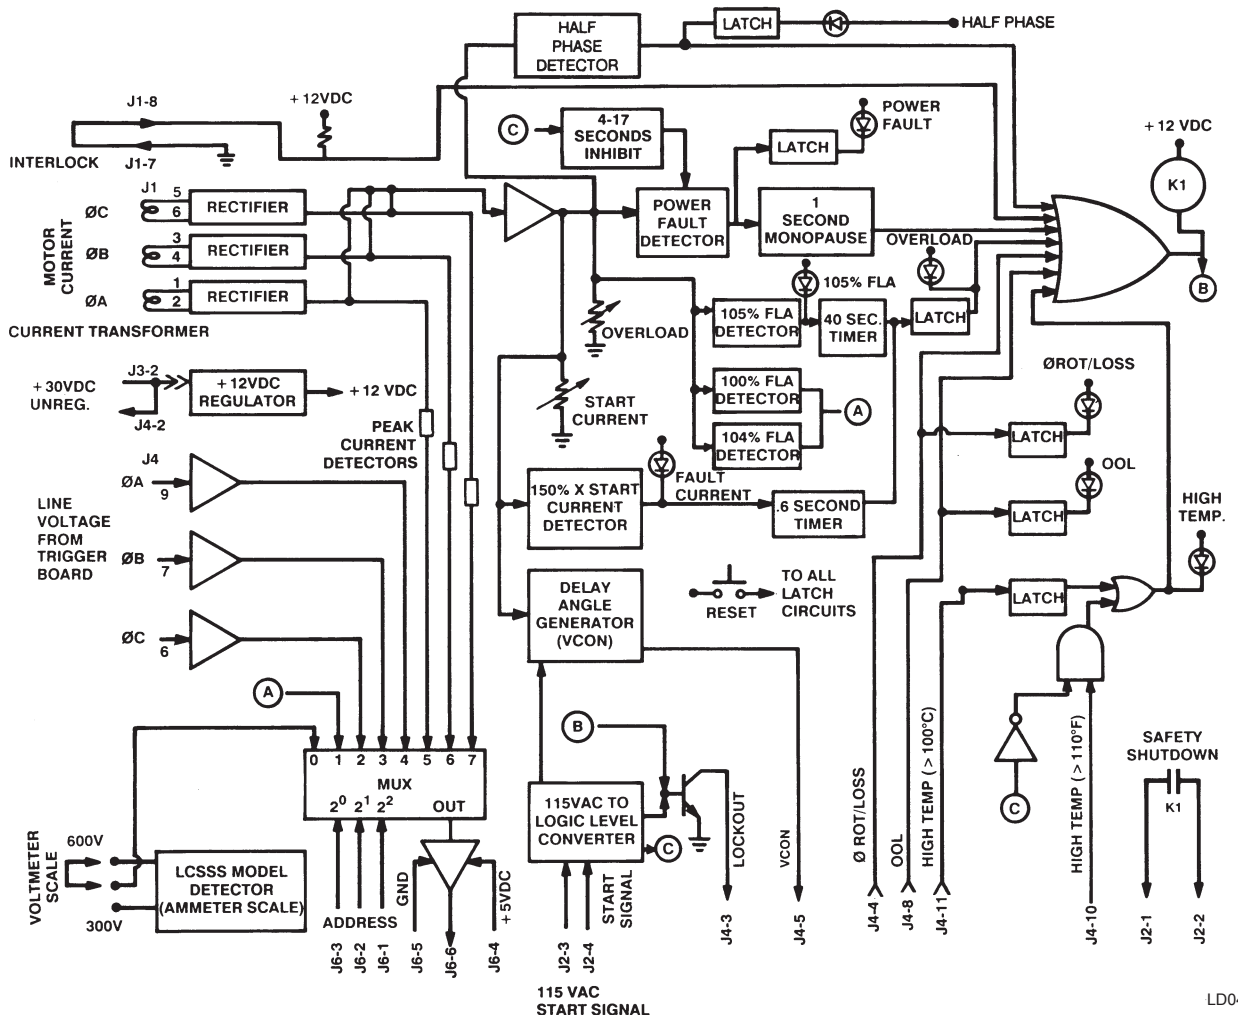 HALF
PHASE
DETECTOR
LATCH
HALF PHASE
J1-8
+ 12VDC
INTERLOCK
J1-7
C
4-17
SECONDS
INHIBIT
POWER
FAULT
LATCH
+ 12 VDC
K1
J1
MOTOR
CURRENT
ØC
5
6
RECTIFIER
ØB
3
4
RECTIFIER
ØA
1
2
RECTIFIER
CURRENT TRANSFORMER
POWER
FAULT
DETECTOR
1
SECOND
MONOPAUSE
OVERLOAD
B
105% FLA
OVERLOAD
105% FLA
DETECTOR
40 SEC.
TIMER
LATCH
+ 30VDC
UNREG.
J3-2
J4-2
+ 12VDC
REGULATOR
+ 12 VDC
START
CURRENT
100% FLA
DETECTOR
A
104% FLA
DETECTOR
ØROT/LOSS
LATCH
PEAK
CURRENT
DETECTORS
FAULT
CURRENT
OOL
LATCH
LINE
VOLTAGE
FROM
TRIGGER
BOARD
J4
ØA
9
ØB
7
ØC
6
150% X START
CURRENT
DETECTOR
.6 SECOND
TIMER
HIGH
TEMP.
DELAY
ANGLE
GENERATOR
(VCON)
RESET
TO ALL
LATCH
CIRCUITS
LATCH
A
B
0 1 2 3 4 5 6 7
MUX
2⁰ 2¹ 2² OUT
115VAC TO
LOGIC LEVEL
CONVERTER
C
C
SAFETY
SHUTDOWN
K1
VOLTMETER
SCALE
600V
300V
LCSSS MODEL
DETECTOR
(AMMETER SCALE)
ADDRESS
GND
+ 5VDC
START
SIGNAL
LOCKOUT
VCON
Ø ROT/LOSS
OOL
HIGH TEMP ( > 100°C)
HIGH TEMP ( > 110°F)
J6-3
J6-2
J6-1
J6-5
J6-6
J6-4
J2-3
J2-4
J4-3
J4-5
J4-4
J4-8
J4-11
J4-10
J2-1
J2-2
115 VAC
START SIGNAL